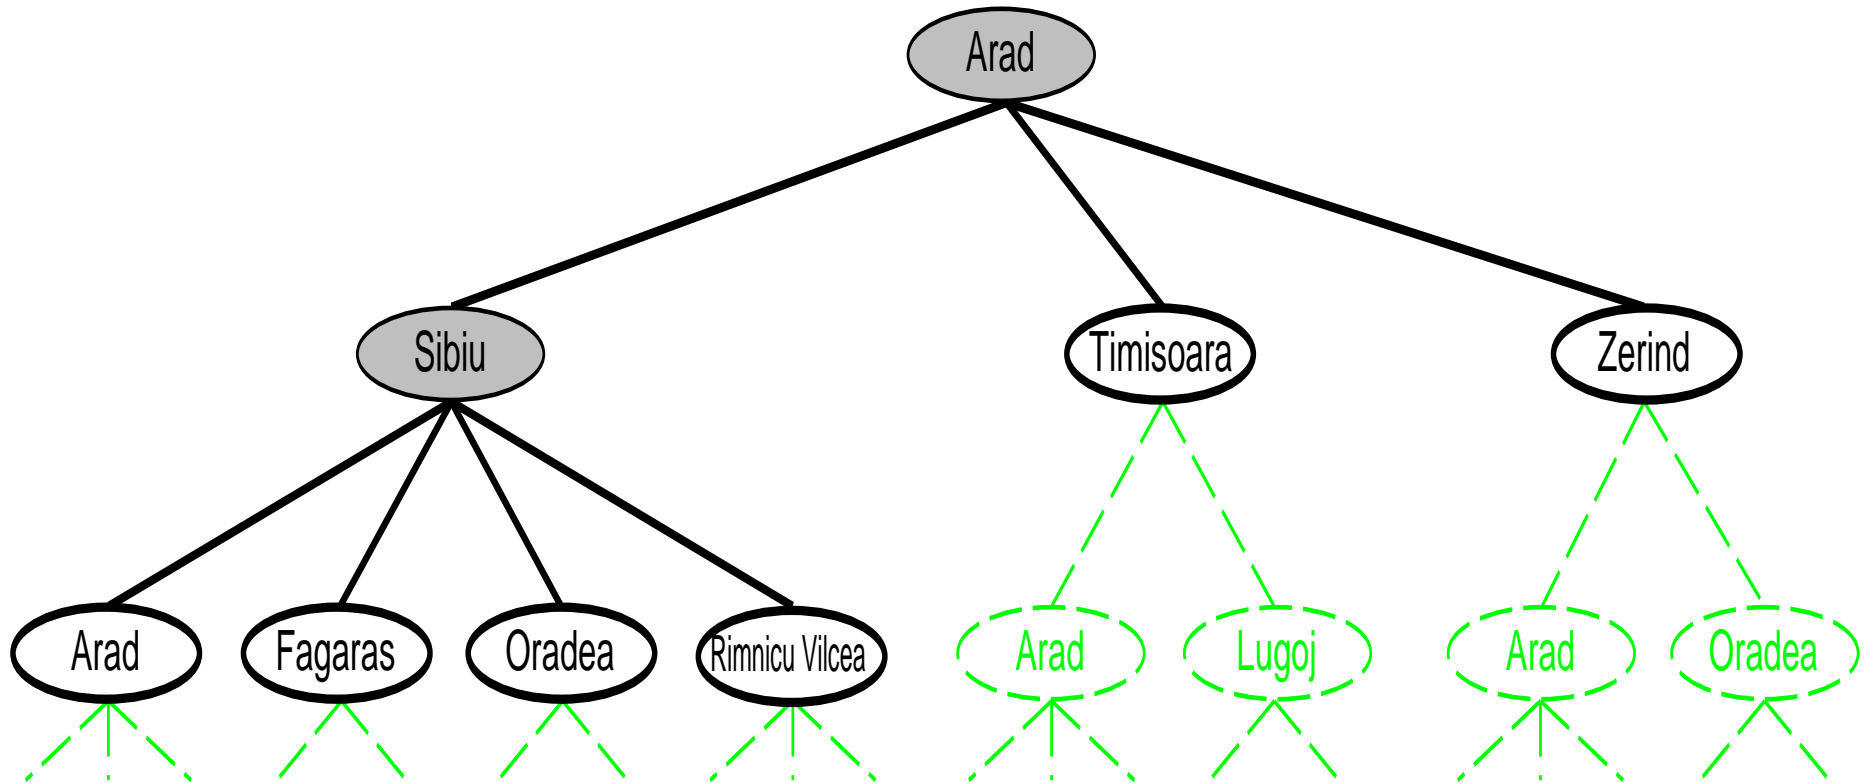 Arad
Sibiu
Timisoara
Zerind
Arad
Fagaras
Oradea
Rimnicu Vilcea
Arad
Lugoj
Arad
Oradea